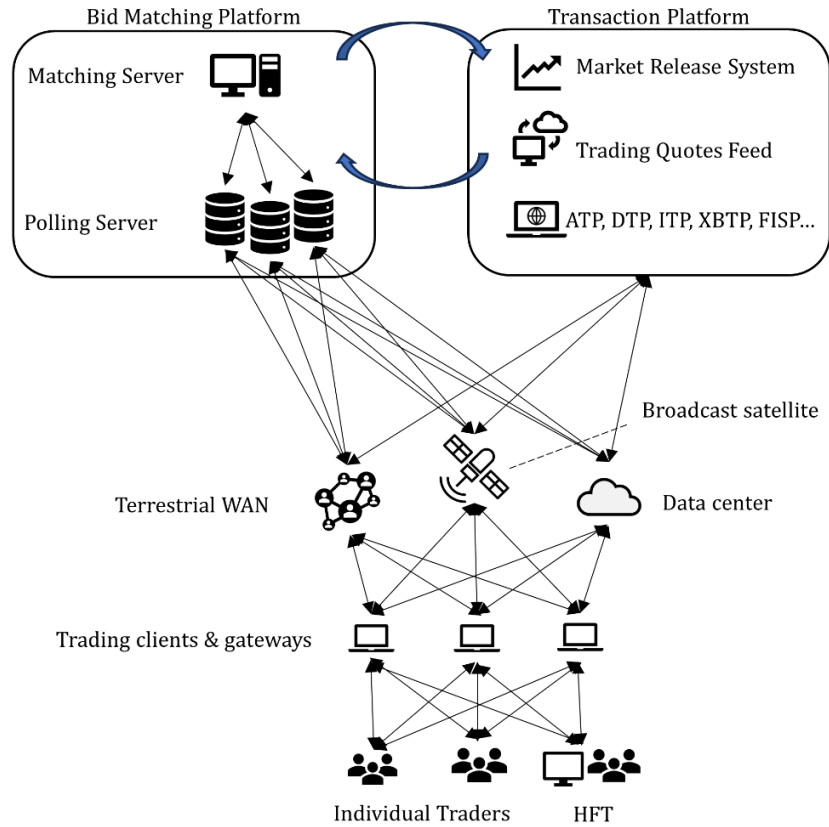 Bid Matching Platform
Transaction Platform
Matching Server
Market Release System
Trading Quotes Feed
Polling Server
ATP, DTP, ITP, XBTP, FISP...
Broadcast satellite
Terrestrial WAN
Data center
Trading clients & gateways
Individual Traders
HFT